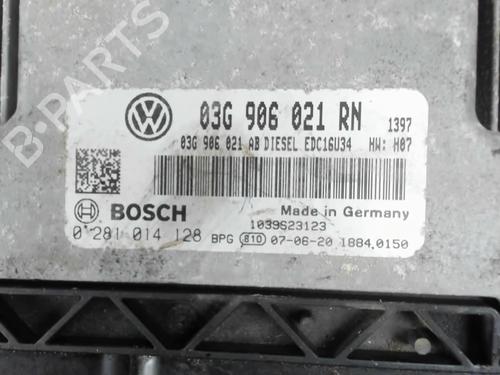 B-PARTS
03G 906 021 RN 1397
03G 906 021 AB DIESEL EDC16U34 HW: H07
BOSCH Made in Germany
1039S23123
0 281 014 128 BPG 810 07-06-20 1884.0150